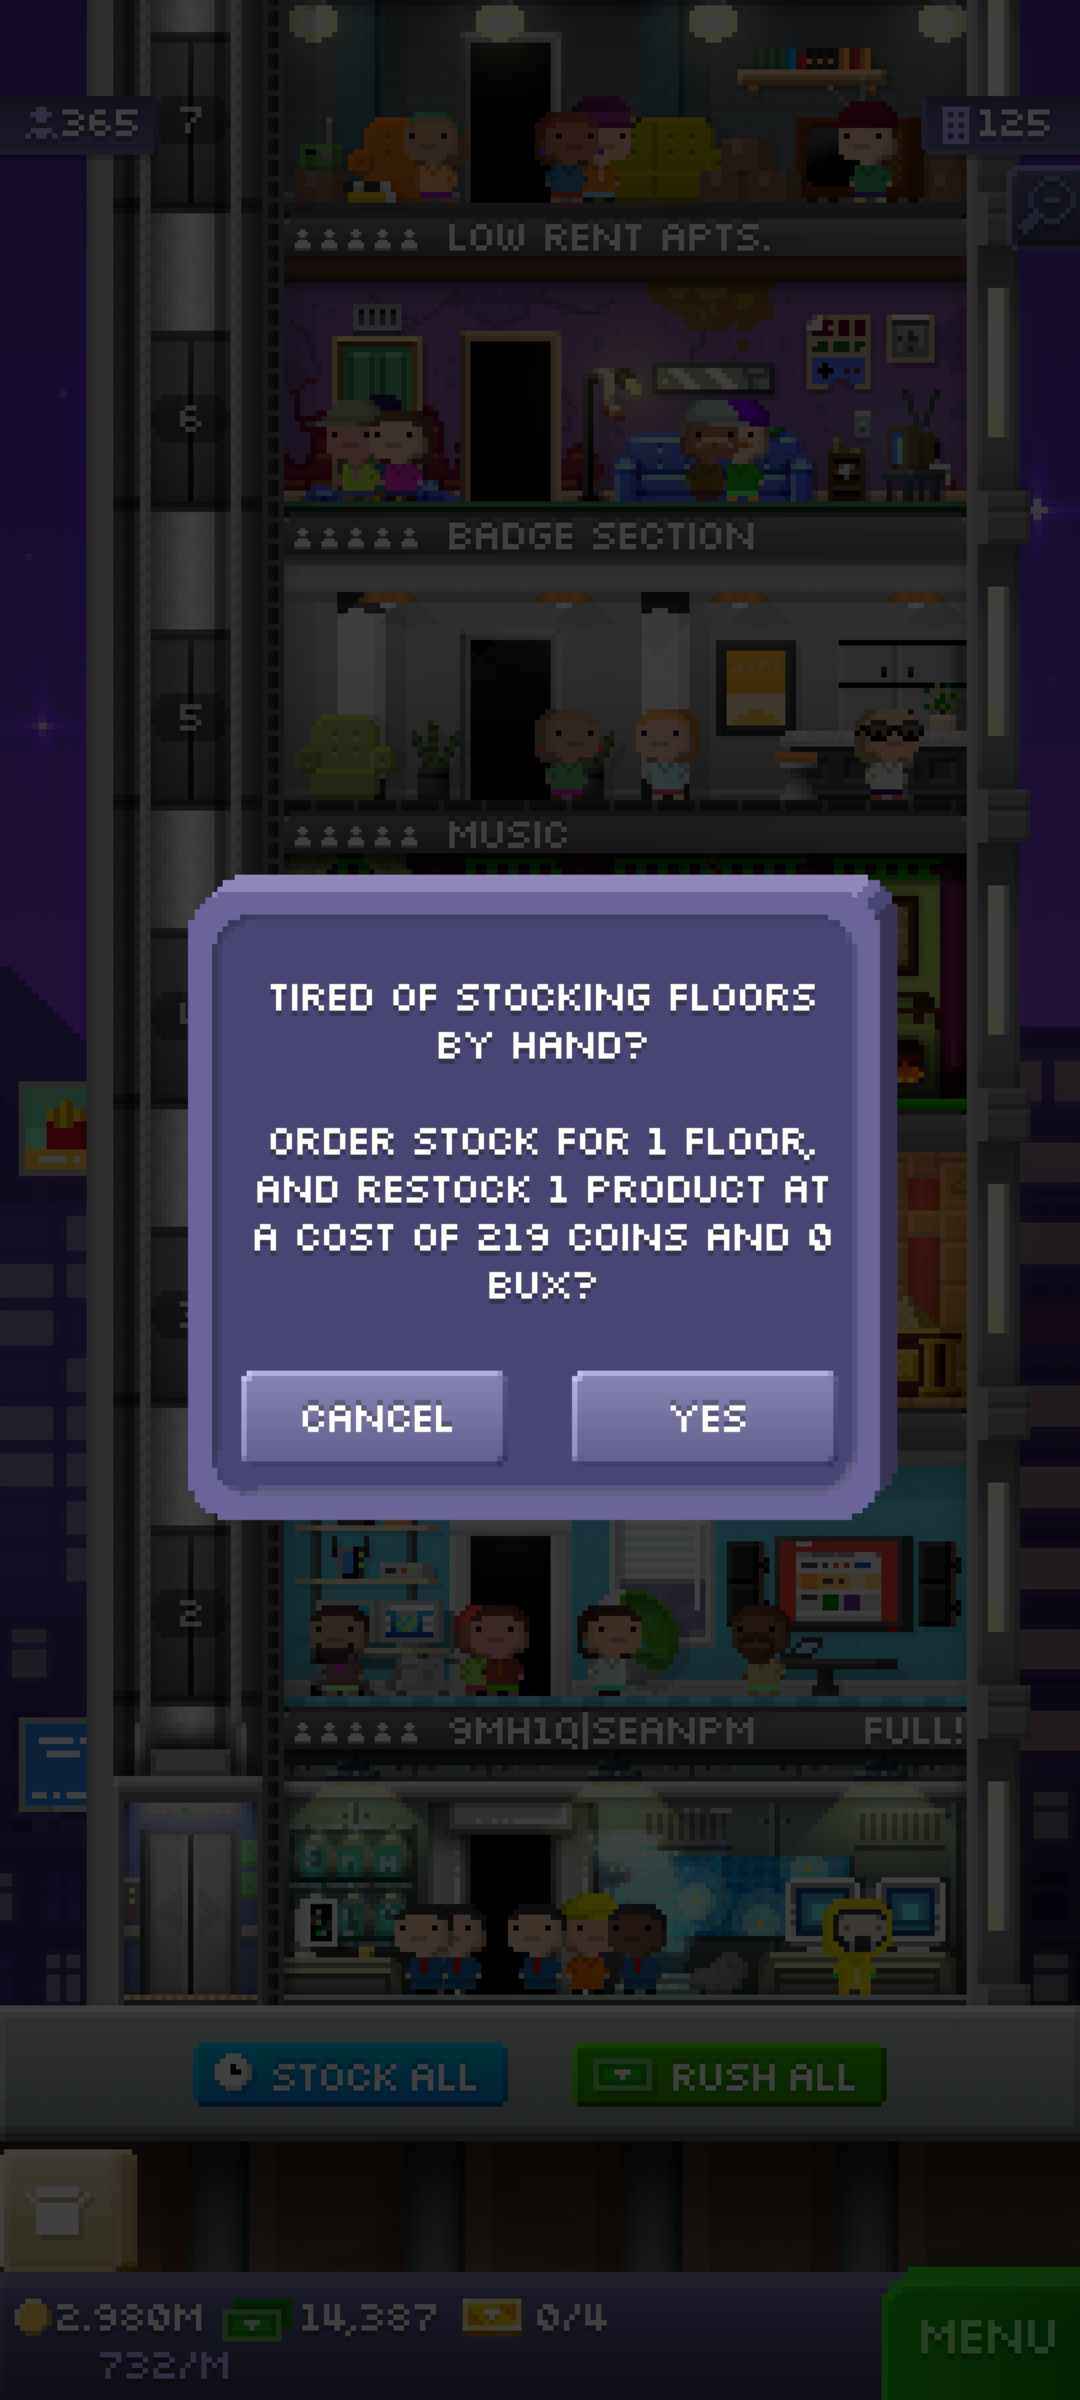 365
7
125
LOW RENT APTS.
6
BADGE SECTION
5
MUSIC
TIRED OF STOCKING FLOORS
BY HAND?
ORDER STOCK FOR 1 FLOOR,
AND RESTOCK 1 PRODUCT AT
A COST OF 219 COINS AND 0
BUX?
CANCEL
YES
2
9MH1Q|SEANPM
FULL!
STOCK ALL
RUSH ALL
2.980M
14,387
0/4
732/M
MENU